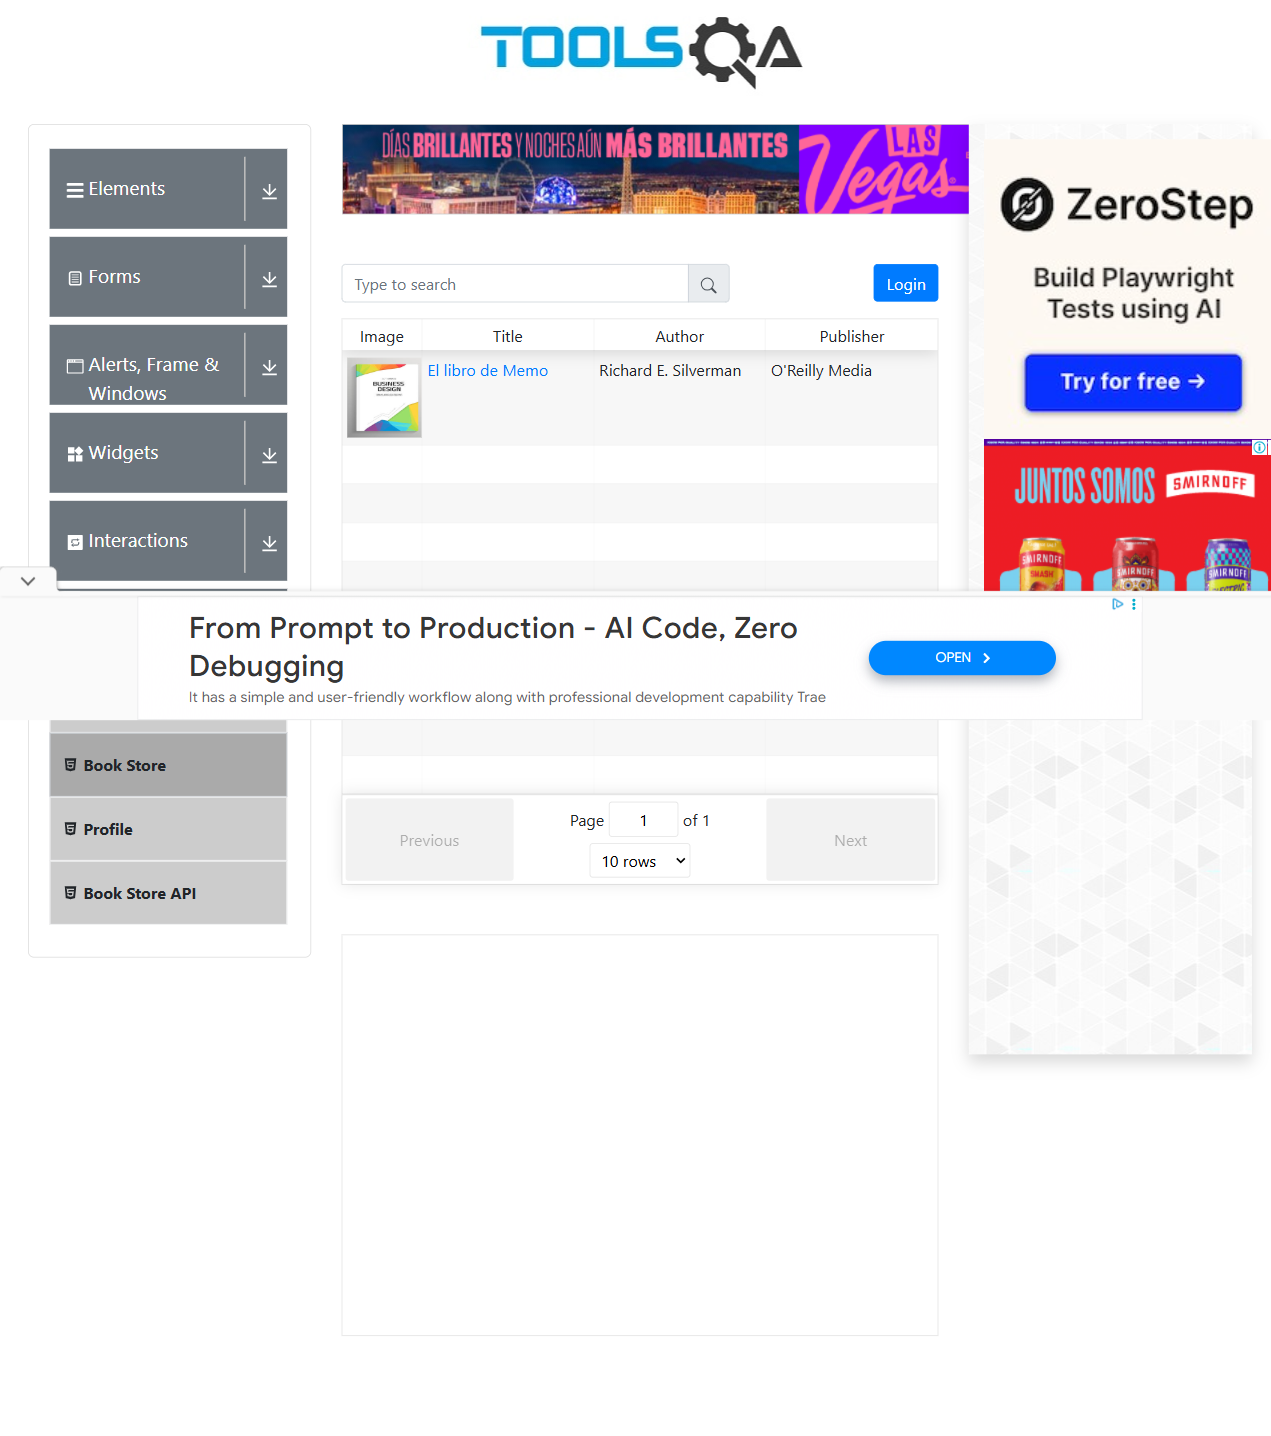 TOOLSQA
Elements
Forms
Alerts, Frame &
Windows
Widgets
Interactions
Book Store
Profile
Book Store API
DÍAS BRILLANTES Y NOCHES AÚN MÁS BRILLANTES
LAS
Vegas
Type to search
Login
Image Title Author Publisher
BUSINESS
DESIGN
El libro de Memo Richard E. Silverman O'Reilly Media
ZeroStep
Build Playwright
Tests using AI
Try for free →
JUNTOS SOMOS SMIRNOFF
SMIRNOFF SMIRNOFF SMIRNOFF
SMASH
From Prompt to Production - AI Code, Zero
Debugging
It has a simple and user-friendly workflow along with professional development capability Trae
OPEN
Previous
Page 1 of 1
10 rows
Next